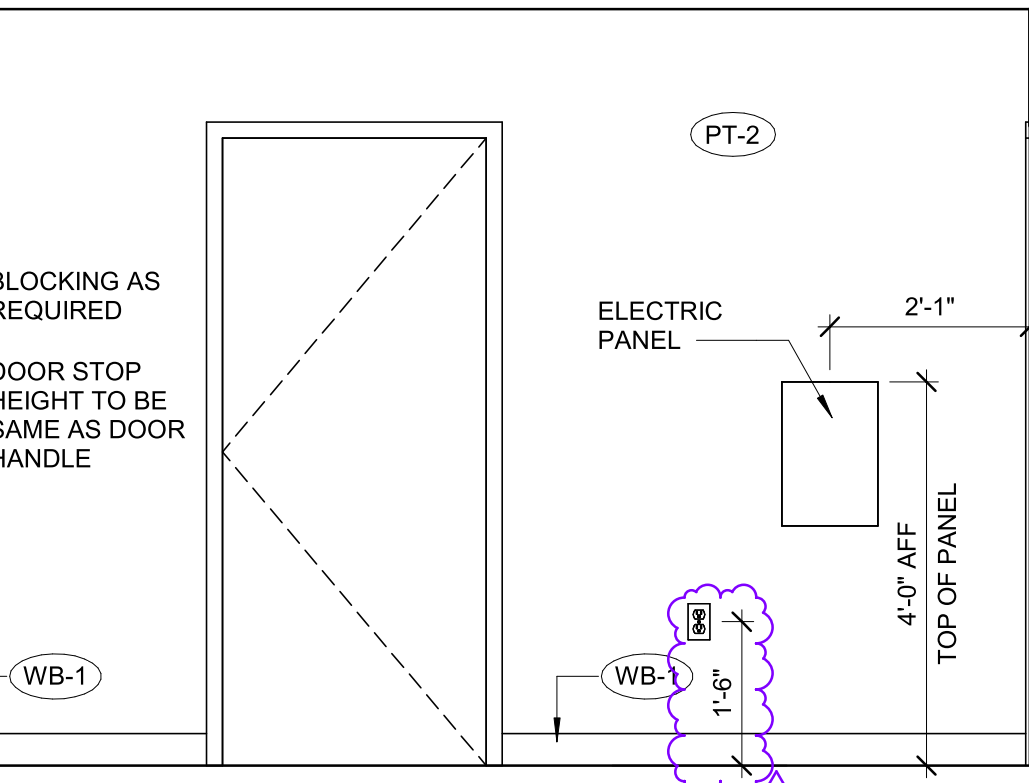 PT-2
BLOCKING AS
REQUIRED
DOOR STOP
HEIGHT TO BE
SAME AS DOOR
HANDLE
ELECTRIC
PANEL
2'-1"
4'-0" AFF
TOP OF PANEL
WB-1
WB-1
1'-6"